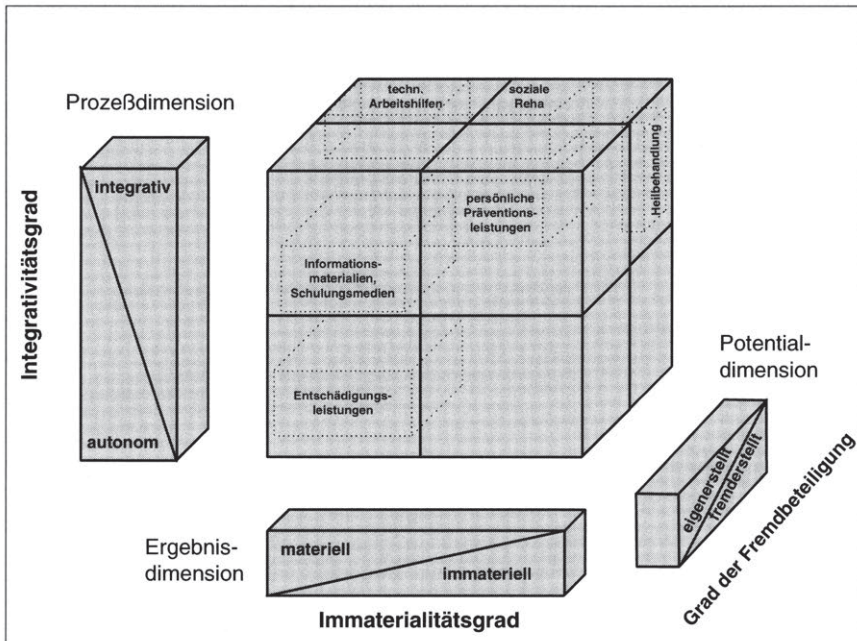 Prozeßdimension
Integrativitätsgrad
integrativ
autonom
techn.
Arbeitshilfen
soziale
Reha
Heilbehandlung
persönliche
Präventions-
leistungen
Informations-
materialien,
Schulungsmedien
Entschädigungs-
leistungen
Potential-
dimension
eigenerstellt
fremderstellt
Grad der Fremdbeteiligung
Ergebnis-
dimension
materiell
immateriell
Immaterialitätsgrad